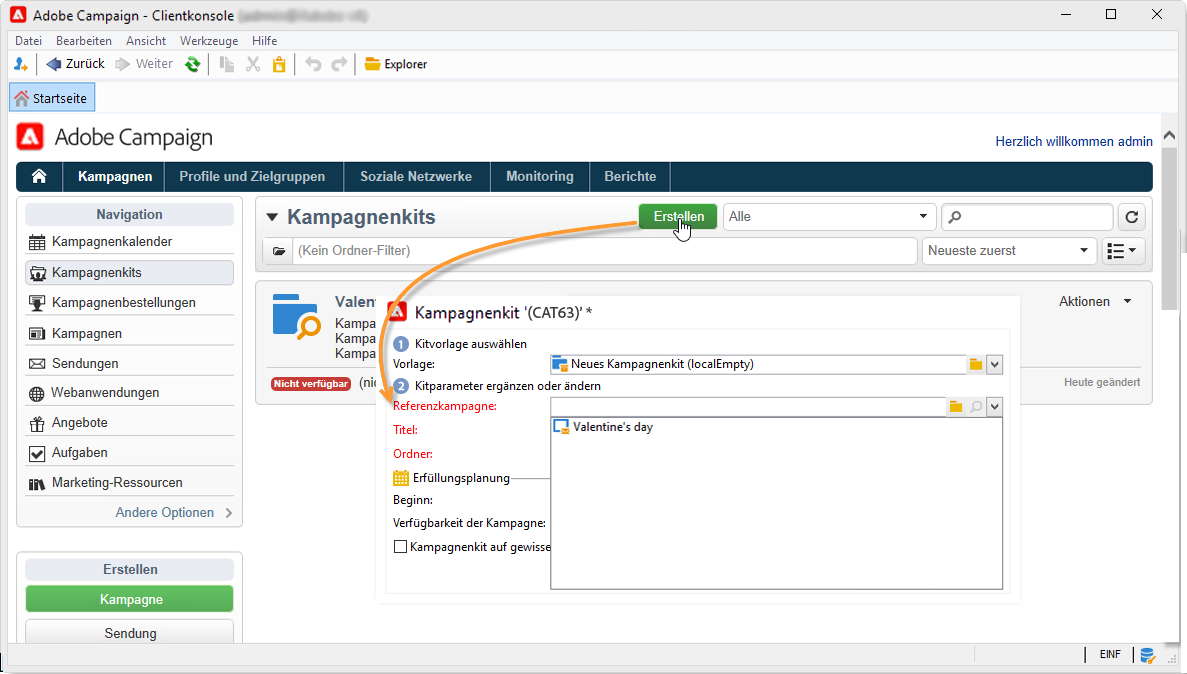 Adobe Campaign - Clientkonsole
Datei Bearbeiten Ansicht Werkzeuge Hilfe
Zurück Weiter Explorer
Startseite
Adobe Campaign
Herzlich willkommen admin
Kampagnen Profile und Zielgruppen Soziale Netzwerke Monitoring Berichte
Navigation
Kampagnenkalender
Kampagnenkits
Kampagnenbestellungen
Kampagnen
Sendungen
Webanwendungen
Angebote
Aufgaben
Marketing-Ressourcen
Andere Optionen
Erstellen
Kampagne
Sendung
Kampagnenkits Erstellen Alle
(Kein Ordner-Filter) Neueste zuerst
Valen
Kampa
Kampa
Kampa
Aktionen
Nicht verfügbar (nic
Heute geändert
Kampagnenkit '(CAT63)' *
1 Kitvorlage auswählen
Vorlage: Neues Kampagnenkit (localEmpty)
2 Kitparameter ergänzen oder ändern
Referenzkampagne:
Valentine's day
Titel:
Ordner:
Erfüllungsplanung
Beginn:
Verfügbarkeit der Kampagne:
Kampagnenkit auf gewisse
EINF